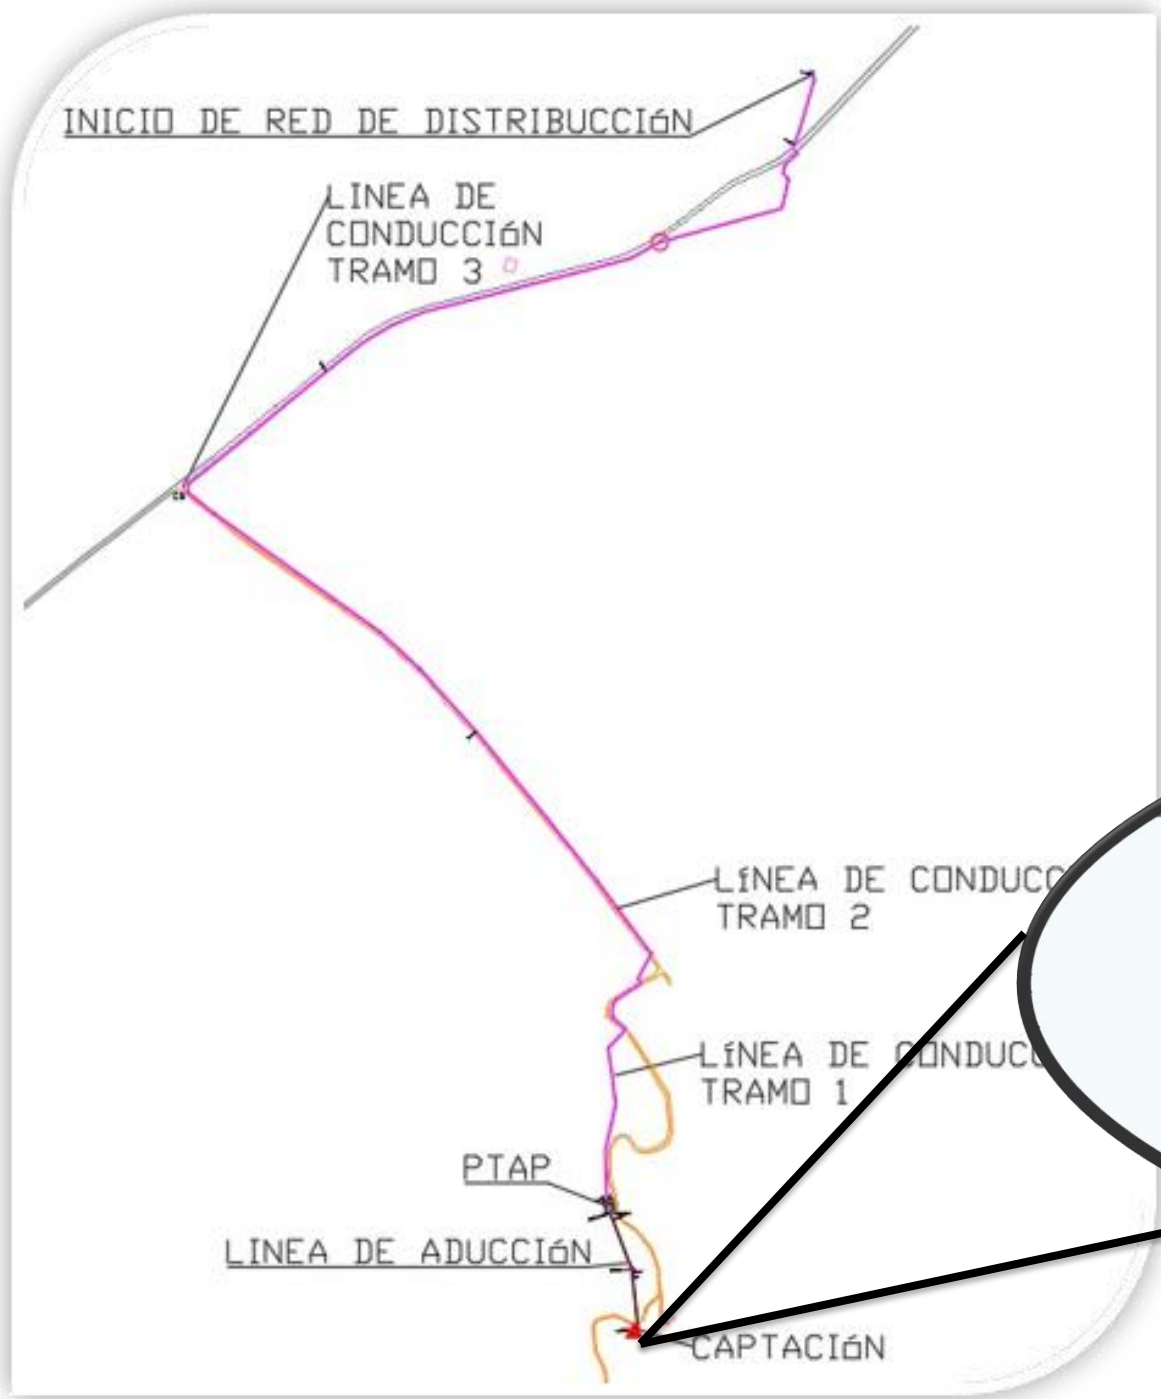 INICIO DE RED DE DISTRIBUCCIóN
LINEA DE
CONDUCCIóN
TRAMO 3
LíNEA DE CONDUCC
TRAMO 2
LíNEA DE CONDUCC
TRAMO 1
PTAP
LINEA DE ADUCCIóN
CAPTACIóN